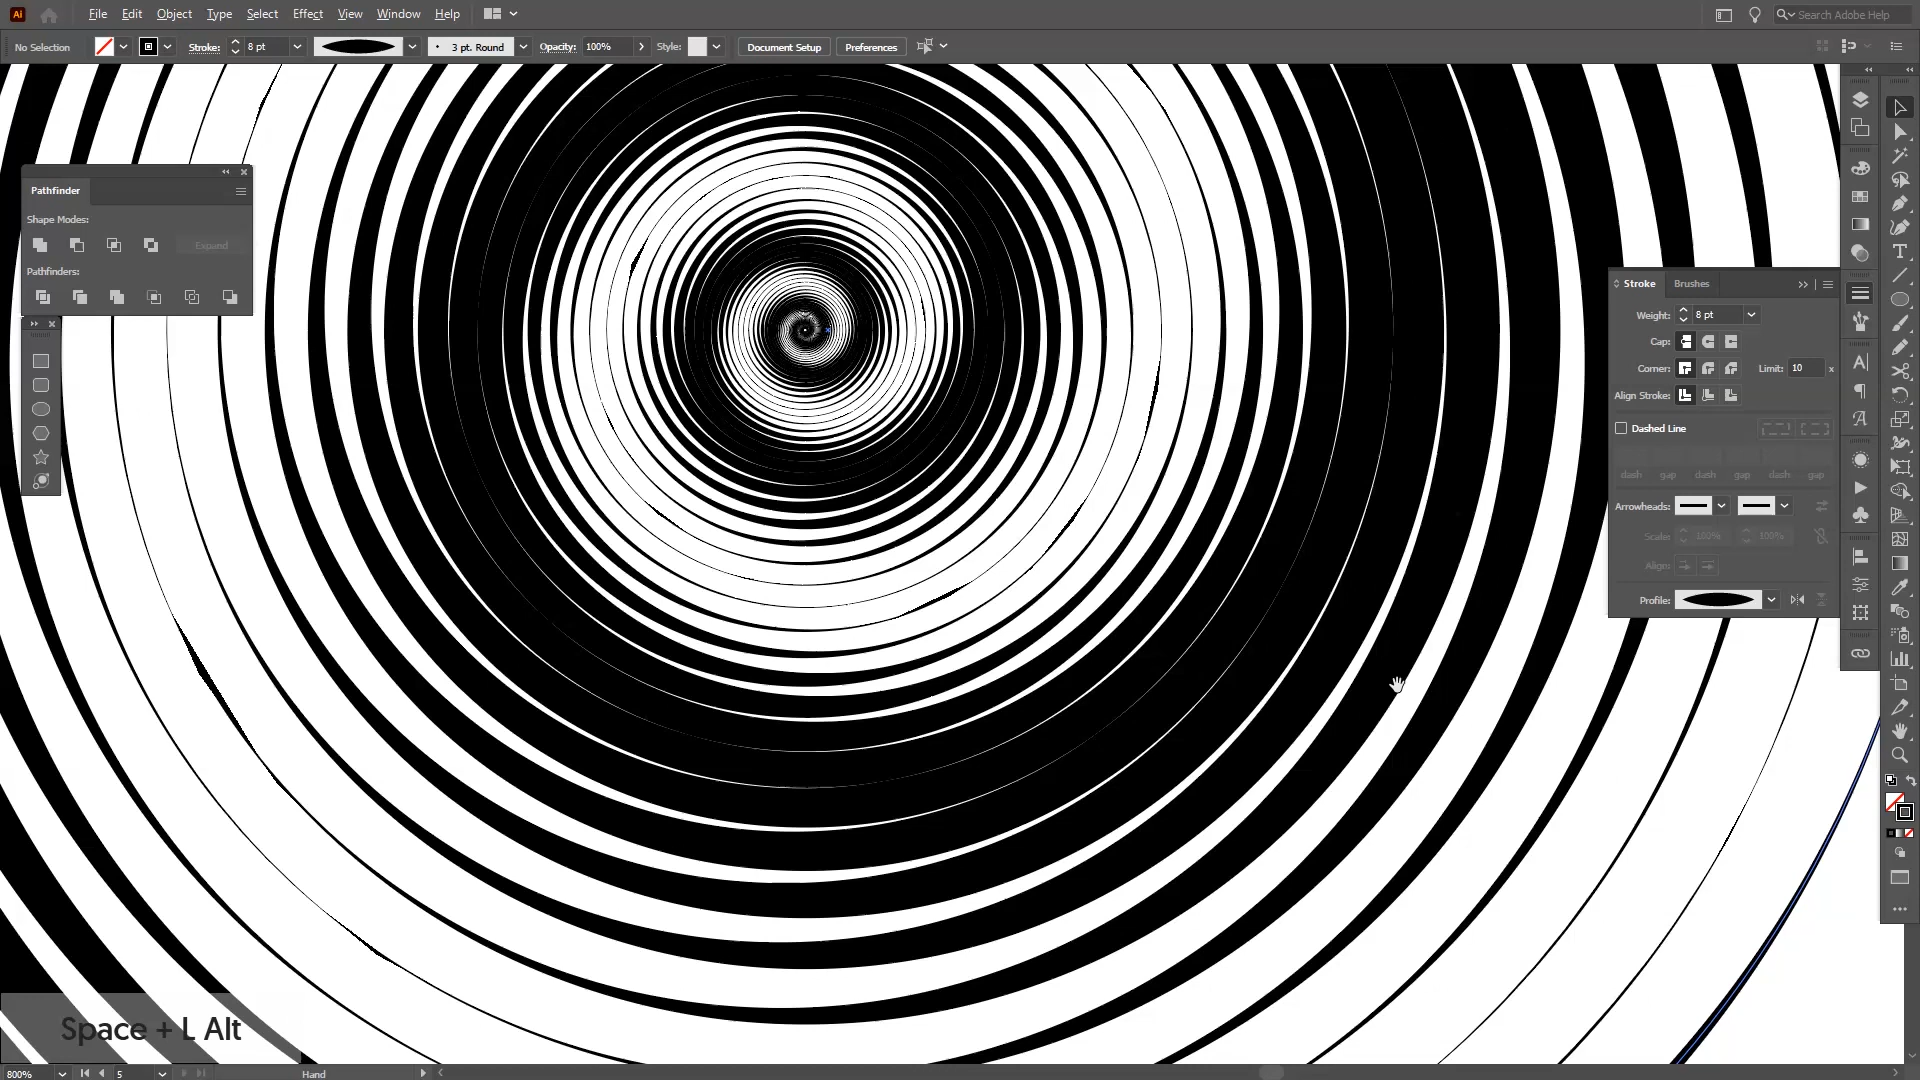 Ai File Edit Object Type Select Effect View Window Help Search Adobe Help
No Selection Stroke: 8 pt 3 pt. Round Opacity: 100% Style: Document Setup Preferences
Pathfinder
Shape Modes:
Expand
Pathfinders:
Stroke Brushes
Weight: 8 pt
Cap:
Corner: Limit: 10 x
Align Stroke:
Dashed Line
dash gap dash gap dash gap
Arrowheads:
Scale: 100% 100%
Align:
Profile:
Space + L Alt
800% 5 Hand